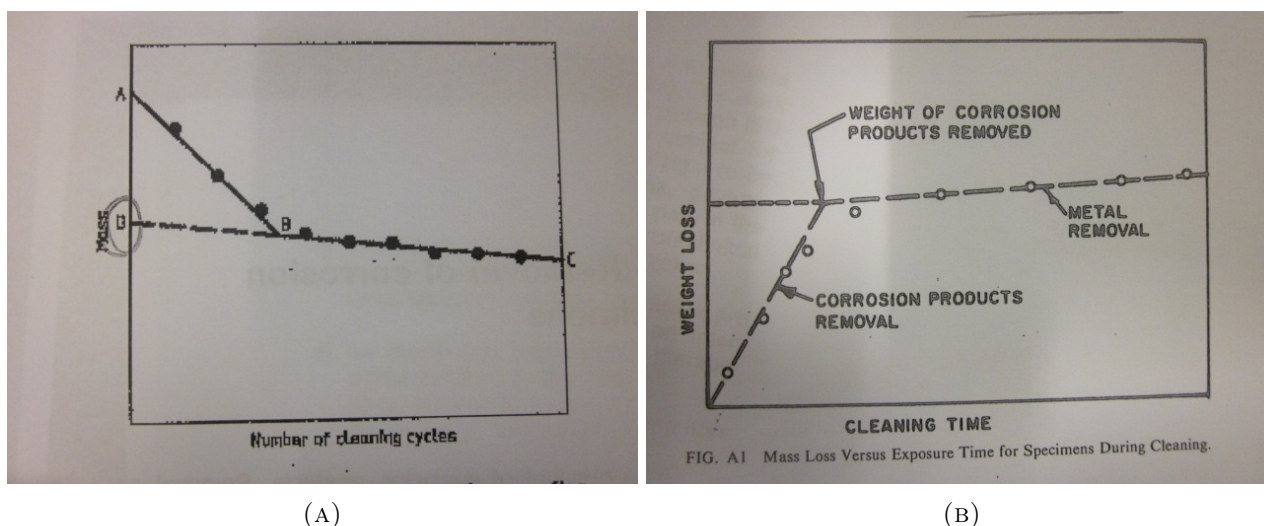 A
Mass
D
B
C
Number of cleaning cycles
WEIGHT OF CORROSION
PRODUCTS REMOVED
METAL
REMOVAL
WEIGHT LOSS
CORROSION PRODUCTS
REMOVAL
CLEANING TIME
FIG. A1 Mass Loss Versus Exposure Time for Specimens During Cleaning.
(A)
(B)